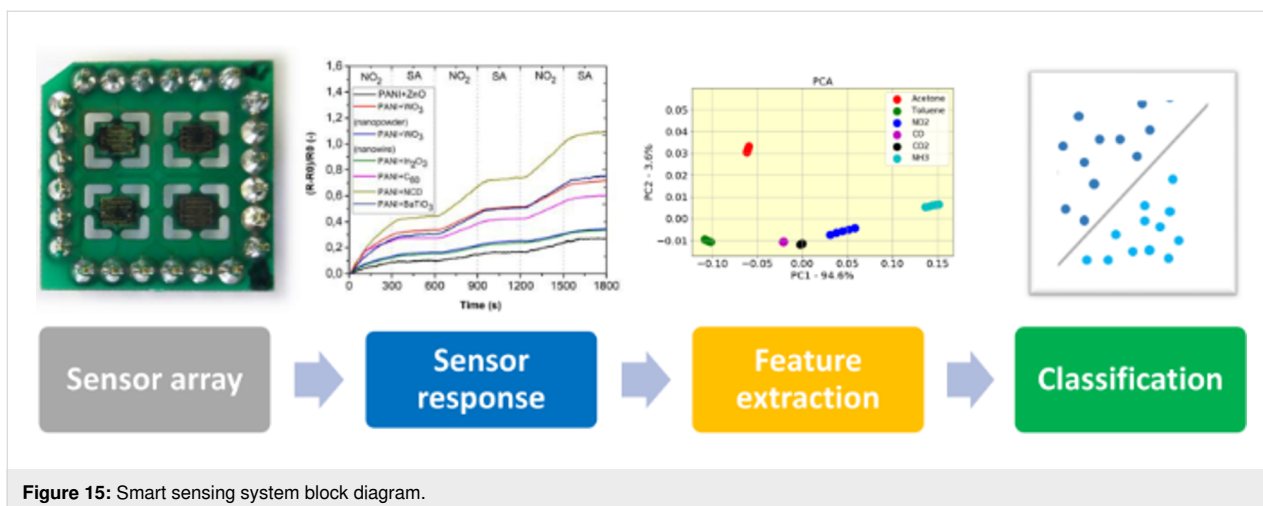 1,6
1,4
1,2
1,0
0,8
0,6
0,4
0,2
0,0
(R-R0)/R0 (-)
NO₂ SA NO₂ SA NO₂ SA
PANI+ZnO
PANI+WO₃
(nanopowder)
PANI+WO₃
(nanowire)
PANI+In₂O₃
PANI+C₆₀
PANI+NCD
PANI+BaTiO₃
0 300 600 900 1200 1500 1800
Time (s)
PCA
0.05
0.04
0.03
0.02
0.01
0.00
−0.01
PC2 - 3.6%
Acetone
Toluene
NO2
CO
CO2
NH3
−0.10 −0.05 0.00 0.05 0.10 0.15
PC1 - 94.6%
Sensor array
Sensor
response
Feature
extraction
Classification
Figure 15: Smart sensing system block diagram.